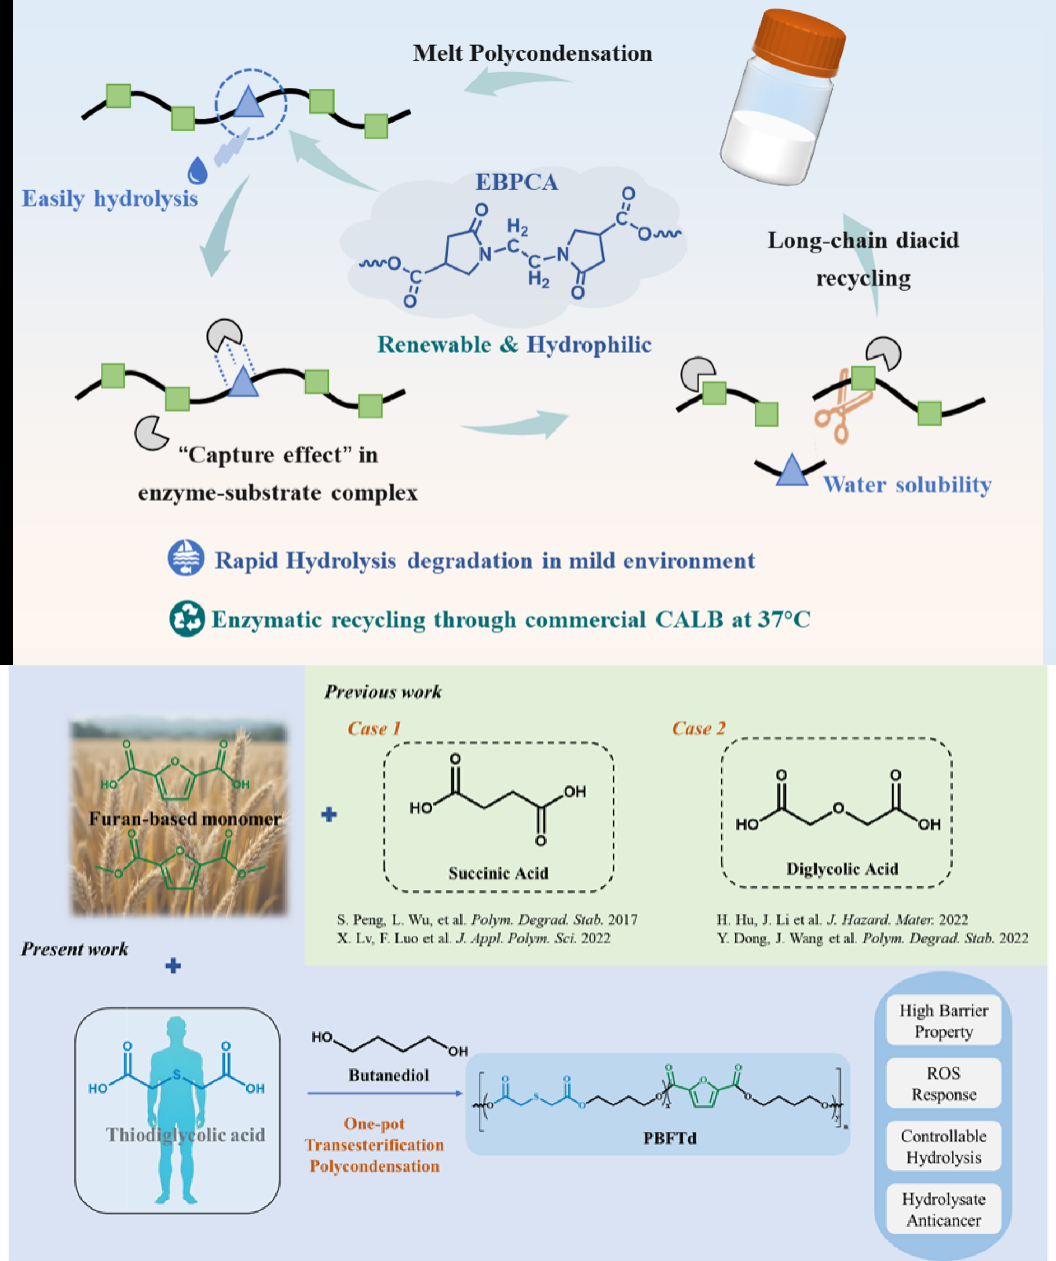 Melt Polycondensation
Easily hydrolysis
EBPCA
O
H₂
C
N
C
H₂
N
O
C
O
O
O
C
O
Long-chain diacid
recycling
Renewable & Hydrophilic
“Capture effect” in
enzyme-substrate complex
Water solubility
Rapid Hydrolysis degradation in mild environment
Enzymatic recycling through commercial CALB at 37°C
Previous work
Case 1
Case 2
O
HO
O
O
OH
Furan-based monomer
O
O
O
O
O
O
HO
OH
O
Succinic Acid
O
O
HO
O
OH
Diglycolic Acid
S. Peng, L. Wu, et al. Polym. Degrad. Stab. 2017
X. Lv, F. Luo et al. J. Appl. Polym. Sci. 2022
H. Hu, J. Li et al. J. Hazard. Mater. 2022
Y. Dong, J. Wang et al. Polym. Degrad. Stab. 2022
Present work
O
O
HO
S
OH
Thiodiglycolic acid
HO
OH
Butanediol
One-pot
Transesterification
Polycondensation
O
O
O
S
O
O
x
O
O
O
O
O
PBFTd
High Barrier
Property
ROS
Response
Controllable
Hydrolysis
Hydrolysate
Anticancer